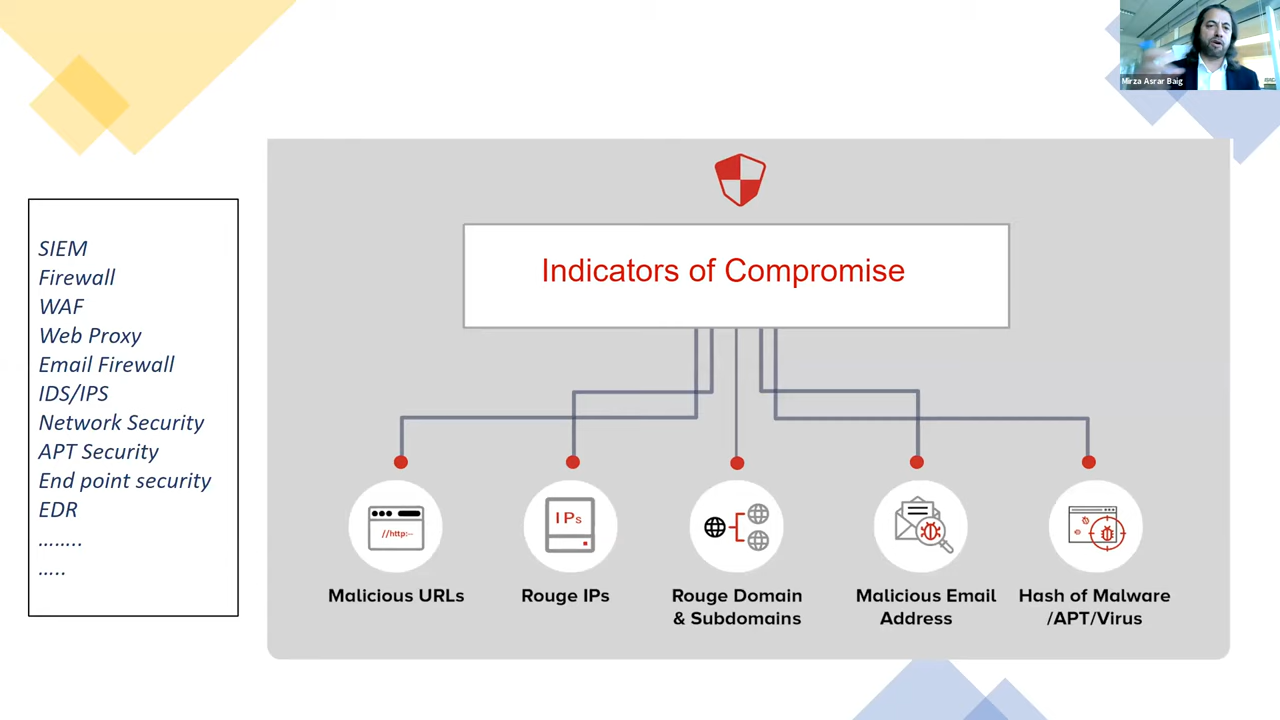 Mirza Asrar Baig
SIEM
Firewall
WAF
Web Proxy
Email Firewall
IDS/IPS
Network Security
APT Security
End point security
EDR
........
.....
Indicators of Compromise
//http:--
IPs
Malicious URLs
Rouge IPs
Rouge Domain
& Subdomains
Malicious Email
Address
Hash of Malware
/APT/Virus